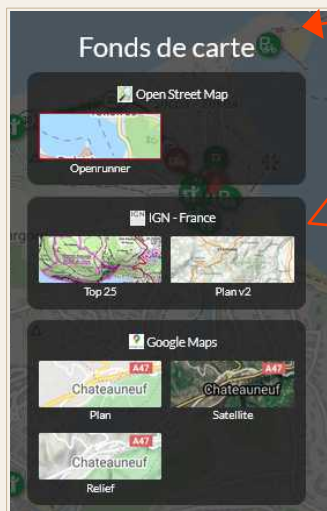 Fonds de carte
Open Street Map
Openrunner
IGN IGN - France
Top 25 Plan v2
Google Maps
A47 A47
Chateauneuf Chateauneuf
Plan Satellite
A47
Chateauneuf
Relief